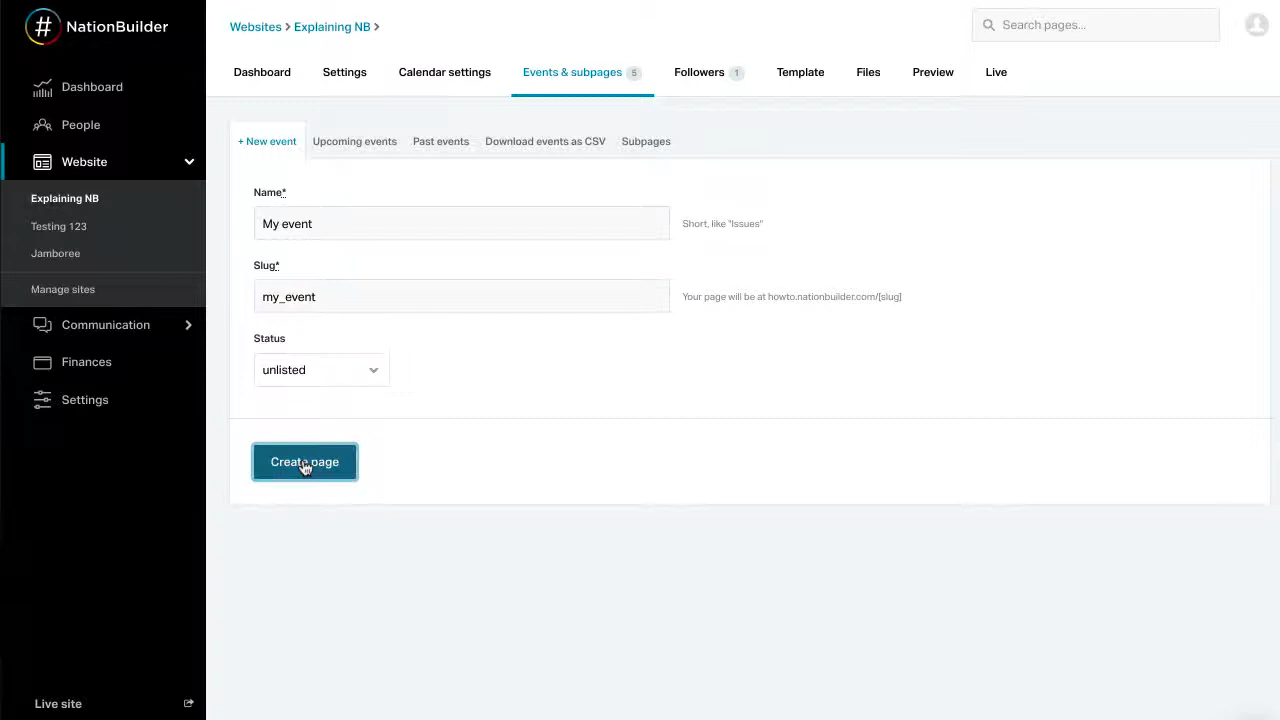 # NationBuilder
Websites > Explaining NB >
Search pages...
Dashboard
Settings
Calendar settings
Events & subpages 5
Followers 1
Template
Files
Preview
Live
Dashboard
People
Website
Explaining NB
Testing 123
Jamboree
Manage sites
Communication
Finances
Settings
Live site
+ New event
Upcoming events
Past events
Download events as CSV
Subpages
Name*
My event
Short, like "Issues"
Slug*
my_event
Your page will be at howto.nationbuilder.com/[slug]
Status
unlisted
Create page